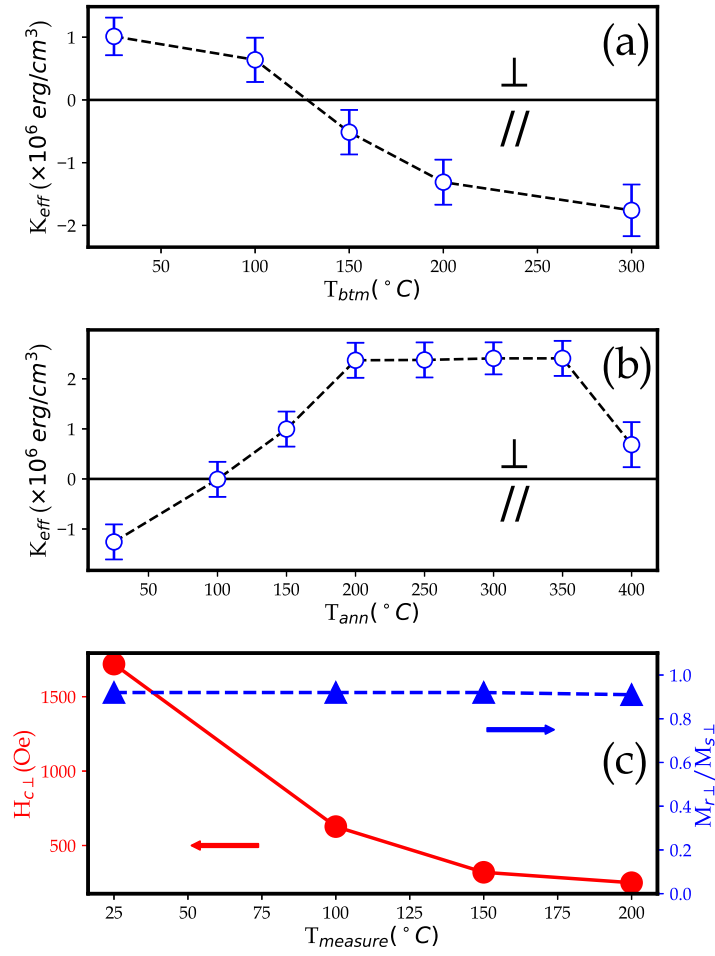 K_eff (×10^6 erg/cm^3)
1
0
−1
−2
(a)
⊥
//
50 100 150 200 250 300
T_btm(°C)
K_eff (×10^6 erg/cm^3)
2
1
0
−1
(b)
⊥
//
50 100 150 200 250 300 350 400
T_ann(°C)
H_c⊥(Oe)
1500
1000
500
(c)
1.0
0.8
0.6
0.4
0.2
0.0
M_r⊥/M_s⊥
25 50 75 100 125 150 175 200
T_measure(°C)